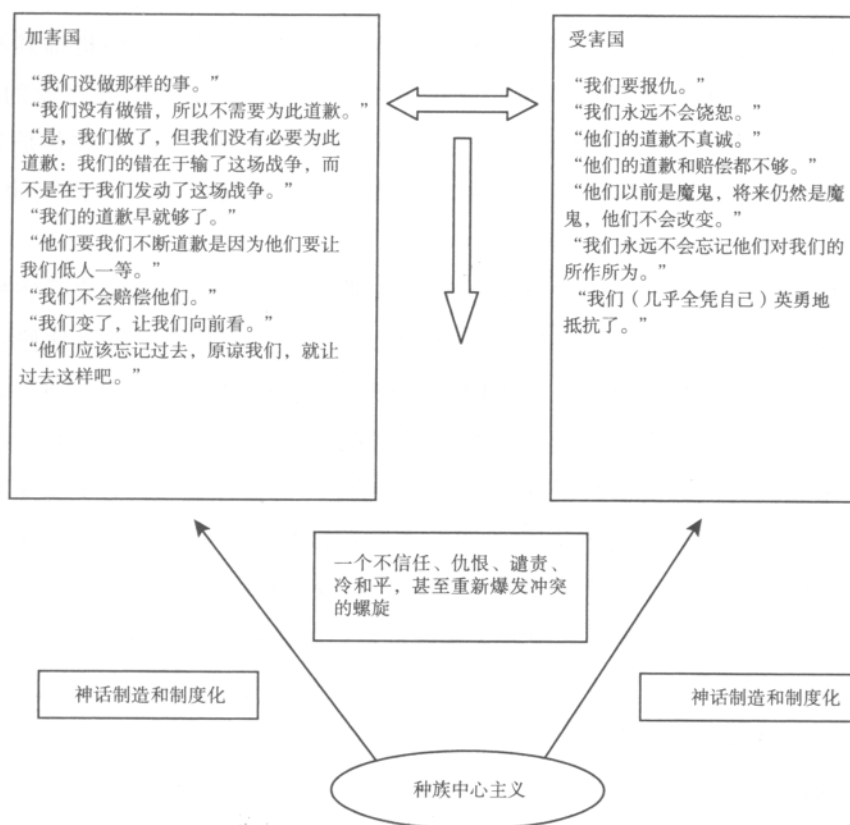 加害国
“我们没做那样的事。”
“我们没有做错，所以不需要为此道歉。”
“是，我们做了，但我们没有必要为此
道歉：我们的错在于输了这场战争，而
不是在于我们发动了这场战争。”
“我们的道歉早就够了。”
“他们要我们不断道歉是因为他们要让
我们低人一等。”
“我们不会赔偿他们。”
“我们变了，让我们向前看。”
“他们应该忘记过去，原谅我们，就让
过去这样吧。”
受害国
“我们要报仇。”
“我们永远不会饶恕。”
“他们的道歉不真诚。”
“他们的道歉和赔偿都不够。”
“他们以前是魔鬼，将来仍然是魔
鬼，他们不会改变。”
“我们永远不会忘记他们对我们的
所作所为。”
“我们（几乎全凭自己）英勇地
抵抗了。”
一个不信任、仇恨、谴责、
冷和平，甚至重新爆发冲突
的螺旋
神话制造和制度化
神话制造和制度化
种族中心主义